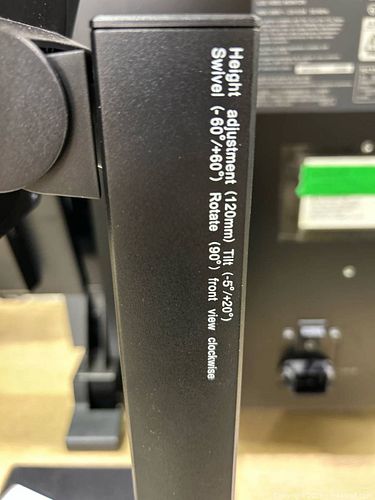 Height adjustment (120mm) Tilt (-5°/+20°)
Swivel (-60°/+60°) Rotate (90°) front view clockwise